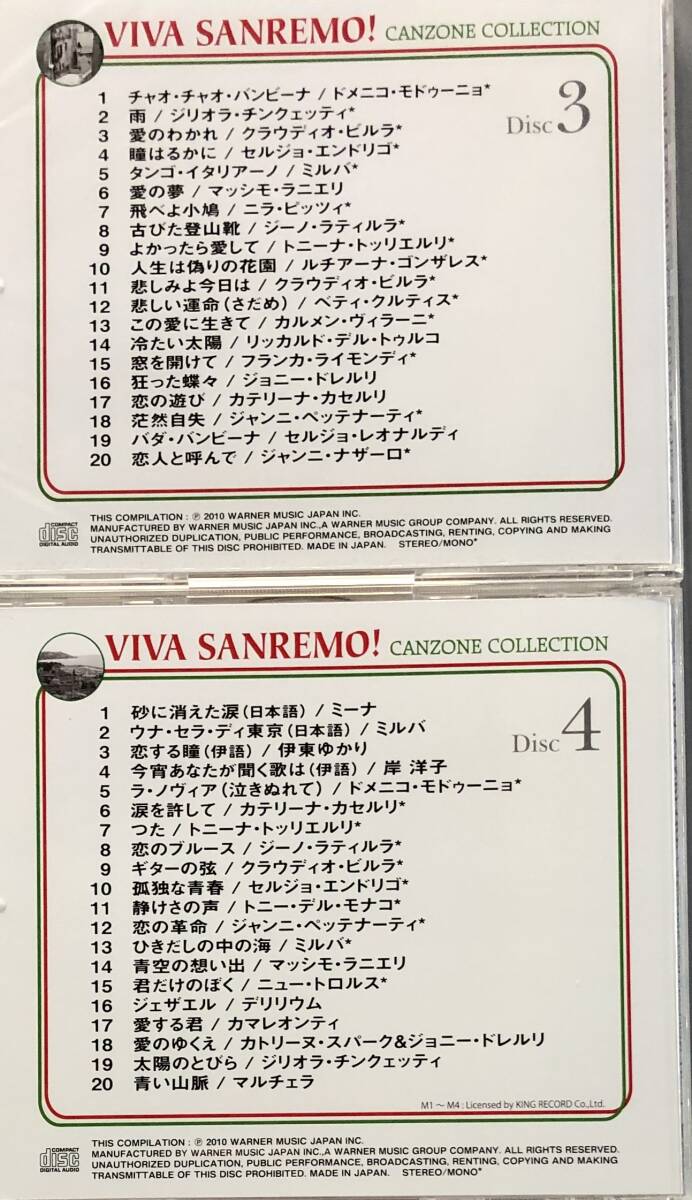 VIVA SANREMO! CANZONE COLLECTION
Disc 3
1 チャオ・チャオ・バンビーナ / ドメニコ・モドゥーニョ*
2 雨 / ジリオラ・チンクェッティ*
3 愛のわかれ / クラウディオ・ビルラ*
4 瞳はるかに / セルジョ・エンドリゴ*
5 タンゴ・イタリアーノ / ミルバ*
6 愛の夢 / マッシモ・ラニエリ
7 飛べよ小鳩 / ニラ・ピッツィ*
8 古びた登山靴 / ジーノ・ラティルラ*
9 よかったら愛して / トニーナ・トッリエルリ*
10 人生は偽りの花園 / ルチアーナ・ゴンザレス*
11 悲しみよ今日は / クラウディオ・ビルラ*
12 悲しい運命(さだめ) / ベティ・クルティス*
13 この愛に生きて / カルメン・ヴィラーニ*
14 冷たい太陽 / リッカルド・デル・トゥルコ
15 窓を開けて / フランカ・ライモンディ*
16 狂った蝶々 / ジョニー・ドレルリ
17 恋の遊び / カテリーナ・カセルリ
18 茫然自失 / ジャンニ・ペッテナーティ*
19 バダ・バンビーナ / セルジョ・レオナルディ
20 恋人と呼んで / ジャンニ・ナザーロ*
THIS COMPILATION : ℗ 2010 WARNER MUSIC JAPAN INC.
MANUFACTURED BY WARNER MUSIC JAPAN INC.,A WARNER MUSIC GROUP COMPANY. ALL RIGHTS RESERVED.
UNAUTHORIZED DUPLICATION, PUBLIC PERFORMANCE, BROADCASTING, RENTING, COPYING AND MAKING
TRANSMITTABLE OF THIS DISC PROHIBITED. MADE IN JAPAN. STEREO/MONO*
COMPACT
disc
DIGITAL AUDIO
VIVA SANREMO! CANZONE COLLECTION
Disc 4
1 砂に消えた涙(日本語) / ミーナ
2 ウナ・セラ・ディ東京(日本語) / ミルバ
3 恋する瞳(伊語) / 伊東ゆかり
4 今宵あなたが聞く歌は(伊語) / 岸 洋子
5 ラ・ノヴィア(泣きぬれて) / ドメニコ・モドゥーニョ*
6 涙を許して / カテリーナ・カセルリ*
7 つた / トニーナ・トッリエルリ*
8 恋のブルース / ジーノ・ラティルラ*
9 ギターの弦 / クラウディオ・ビルラ*
10 孤独な青春 / セルジョ・エンドリゴ*
11 静けさの声 / トニー・デル・モナコ*
12 恋の革命 / ジャンニ・ペッテナーティ*
13 ひきだしの中の海 / ミルバ*
14 青空の想い出 / マッシモ・ラニエリ
15 君だけのぼく / ニュー・トロルス*
16 ジェザエル / デリリウム
17 愛する君 / カマレオンティ
18 愛のゆくえ / カトリーヌ・スパーク&ジョニー・ドレルリ
19 太陽のとびら / ジリオラ・チンクェッティ
20 青い山脈 / マルチェラ
M1～M4 : Licensed by KING RECORD Co.,Ltd.
THIS COMPILATION : ℗ 2010 WARNER MUSIC JAPAN INC.
MANUFACTURED BY WARNER MUSIC JAPAN INC.,A WARNER MUSIC GROUP COMPANY. ALL RIGHTS RESERVED.
UNAUTHORIZED DUPLICATION, PUBLIC PERFORMANCE, BROADCASTING, RENTING, COPYING AND MAKING
TRANSMITTABLE OF THIS DISC PROHIBITED. MADE IN JAPAN. STEREO/MONO*
COMPACT
disc
DIGITAL AUDIO